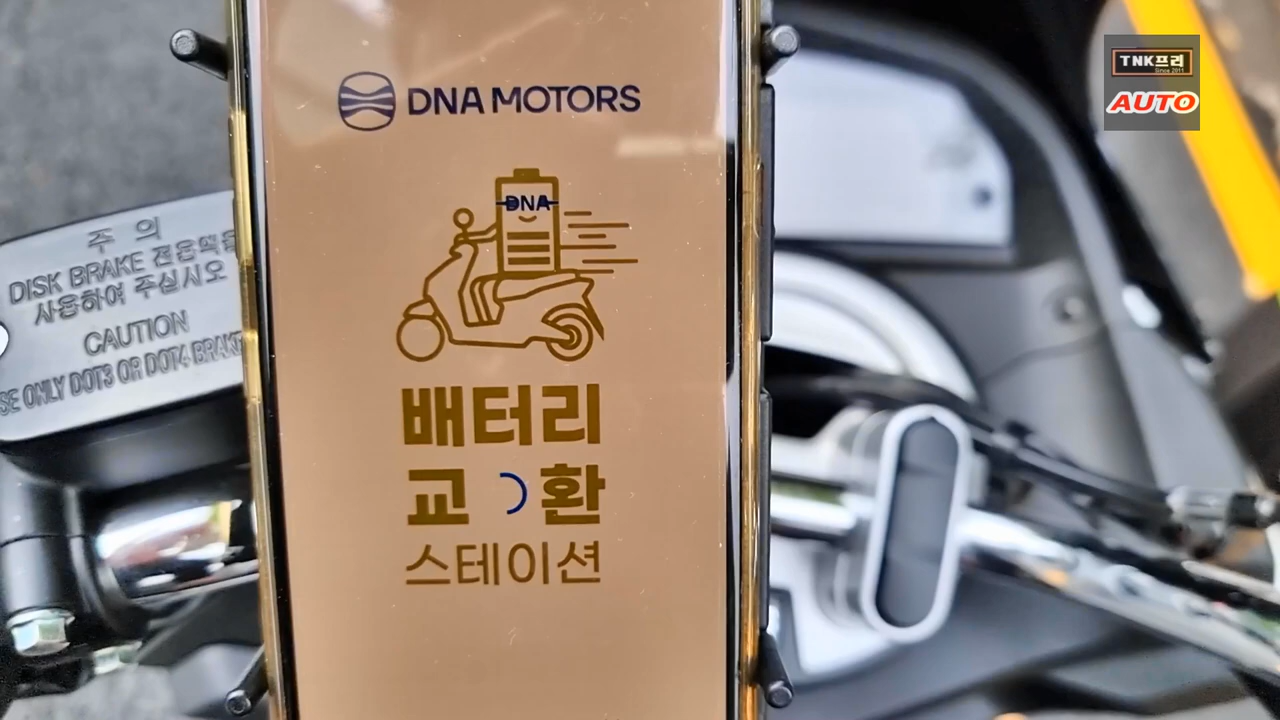 DNA MOTORS
DNA
배터리
교 환
스테이션
주 의
DISK BRAKE 전용액을
사용하여 주십시오
CAUTION
SE ONLY DOT3 OR DOT4 BRAKE
TNK프리
Since 2011
AUTO